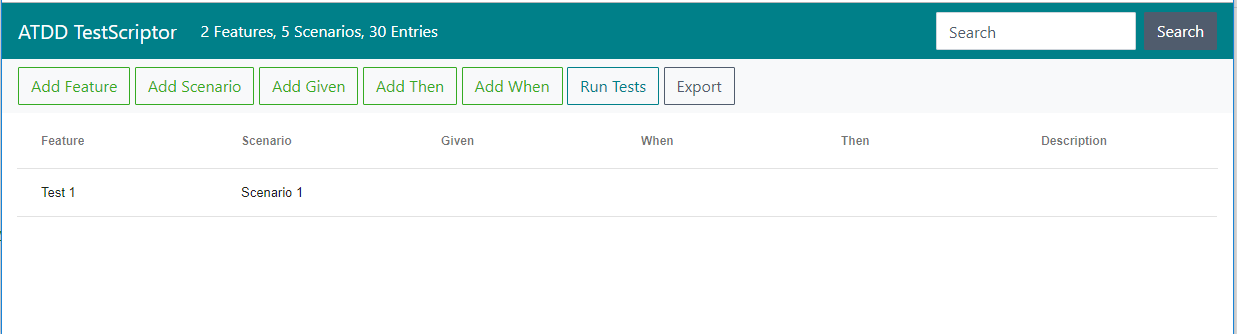 ATDD TestScriptor 2 Features, 5 Scenarios, 30 Entries Search Search
Add Feature Add Scenario Add Given Add Then Add When Run Tests Export
Feature Scenario Given When Then Description
Test 1 Scenario 1